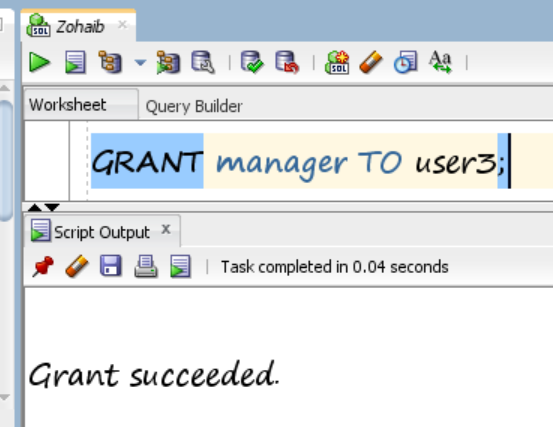 Zohaib
Worksheet Query Builder
GRANT manager TO user3;
Script Output
Task completed in 0.04 seconds
Grant succeeded.